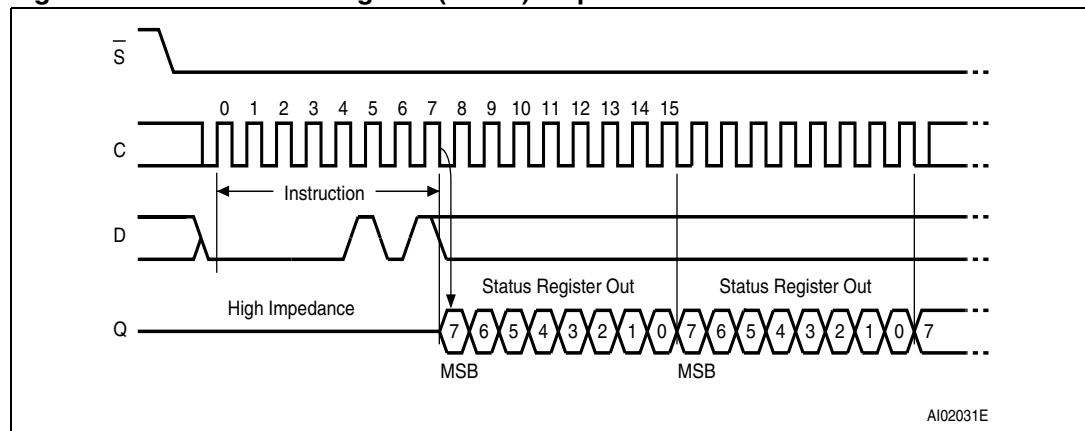 S
0 1 2 3 4 5 6 7 8 9 10 11 12 13 14 15
C
Instruction
D
Status Register Out Status Register Out
High Impedance
Q 7 6 5 4 3 2 1 0 7 6 5 4 3 2 1 0 7
MSB MSB
AI02031E